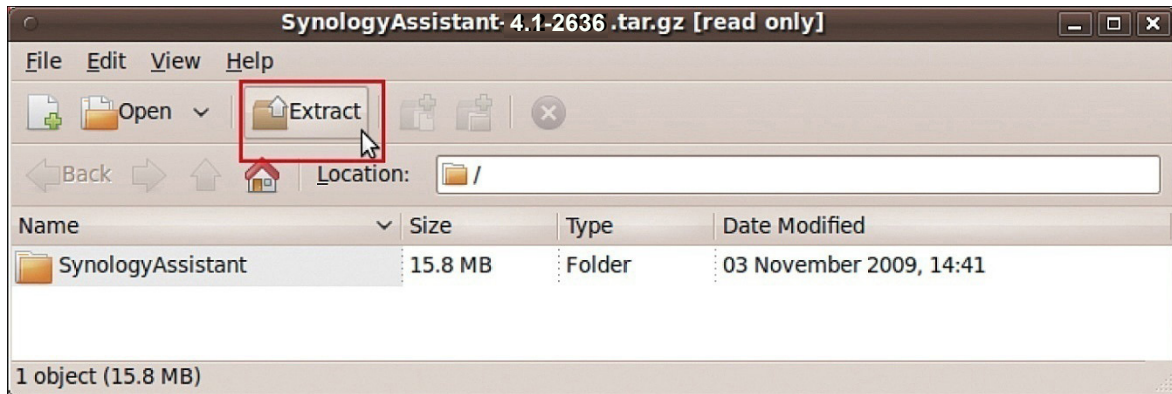 SynologyAssistant- 4.1-2636 .tar.gz [read only]
File Edit View Help
Open Extract
Back Location: /
Name Size Type Date Modified
SynologyAssistant 15.8 MB Folder 03 November 2009, 14:41
1 object (15.8 MB)